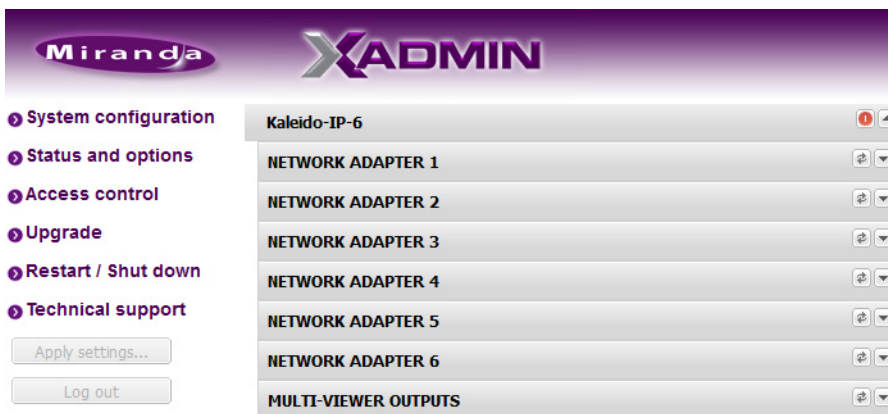 Miranda
XADMIN
System configuration
Status and options
Access control
Upgrade
Restart / Shut down
Technical support
Apply settings...
Log out
Kaleido-IP-6
NETWORK ADAPTER 1
NETWORK ADAPTER 2
NETWORK ADAPTER 3
NETWORK ADAPTER 4
NETWORK ADAPTER 5
NETWORK ADAPTER 6
MULTI-VIEWER OUTPUTS